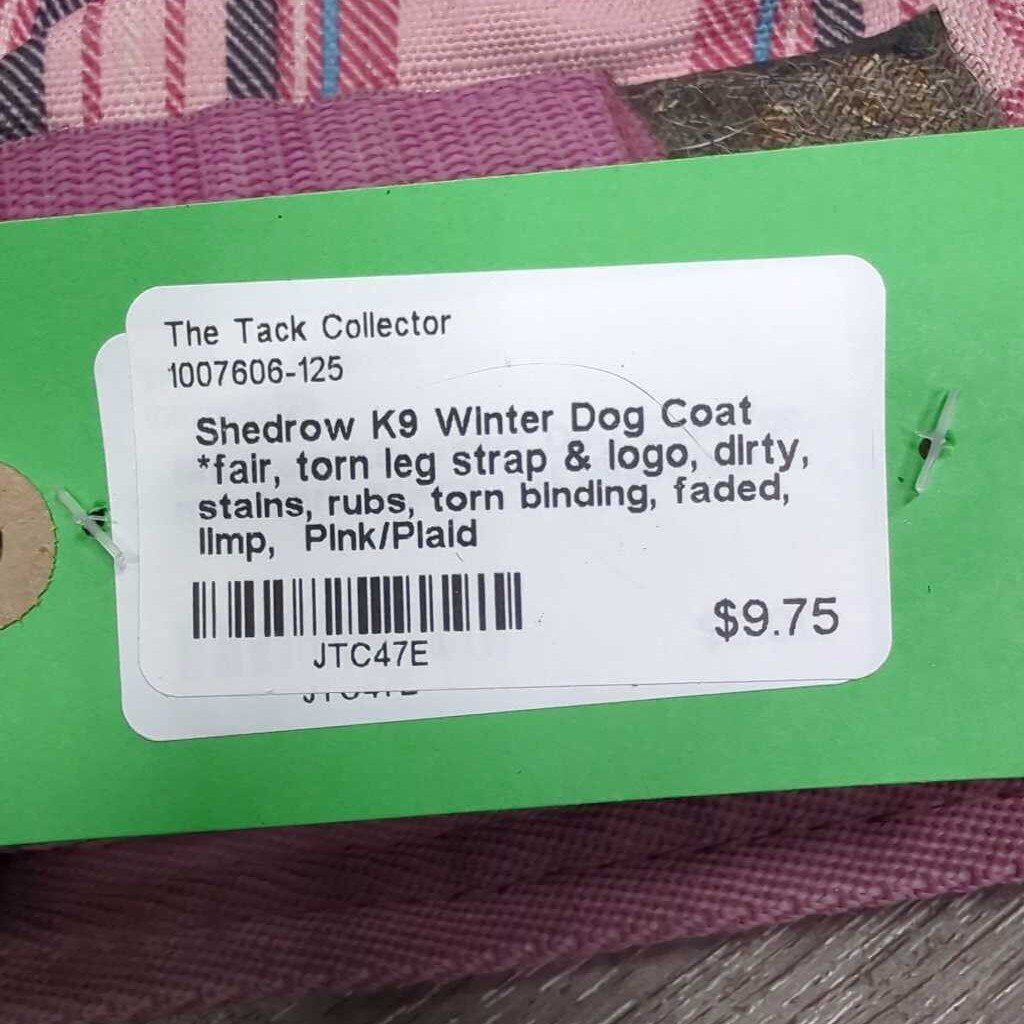 The Tack Collector
1007606-125
Shedrow K9 Winter Dog Coat
*fair, torn leg strap & logo, dirty,
stains, rubs, torn binding, faded,
limp, Pink/Plaid
$9.75
JTC47E